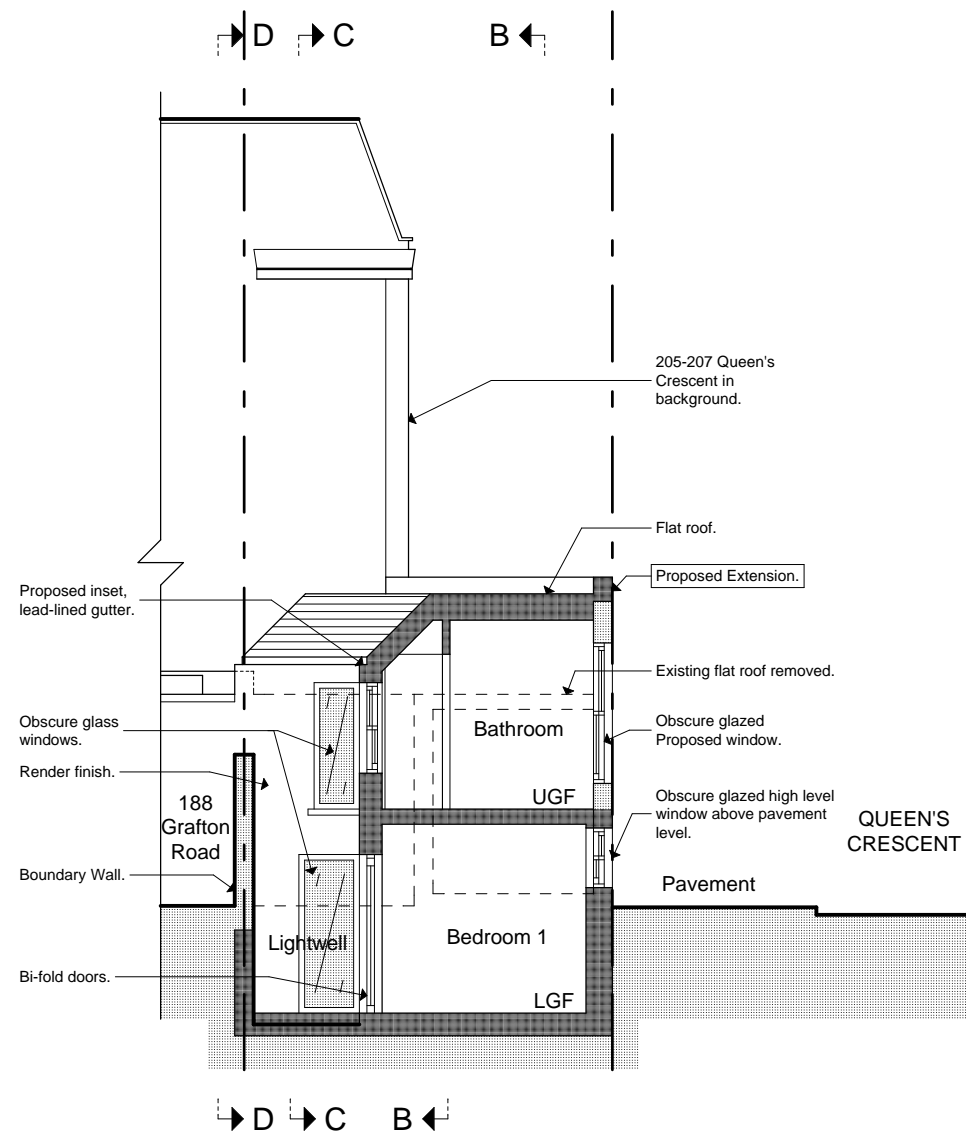 D
C
B
205-207 Queen's
Crescent in
background.
Flat roof.
Proposed Extension.
Proposed inset,
lead-lined gutter.
Existing flat roof removed.
Obscure glass
windows.
Bathroom
Obscure glazed
Proposed window.
Render finish.
188
Grafton
Road
UGF
Obscure glazed high level
window above pavement
level.
QUEEN'S
CRESCENT
Boundary Wall.
Pavement
Lightwell
Bedroom 1
Bi-fold doors.
LGF
D
C
B